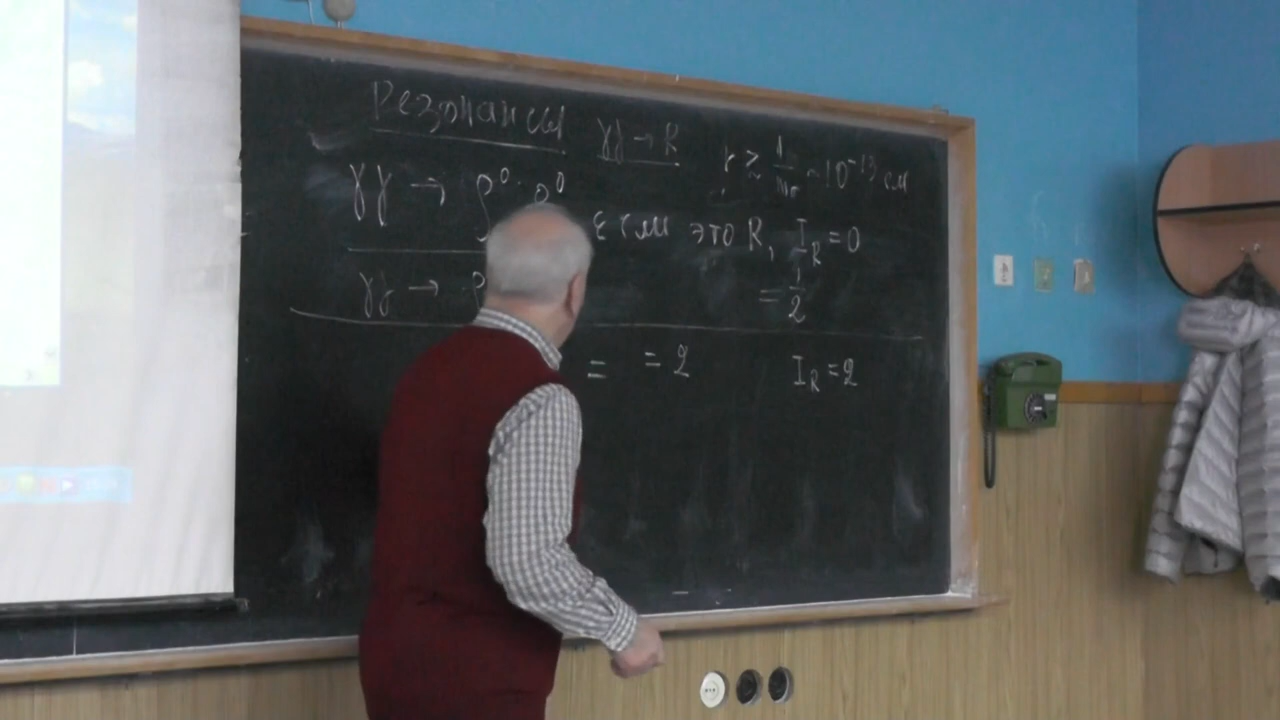 Резонансы γγ → R r ≳ 1/mρ ~ 10⁻¹³ см
γγ → ρ⁰ ρ⁰
если это R, I_R = 0
γγ → ρ = 1/2
= = 2 I_R = 2